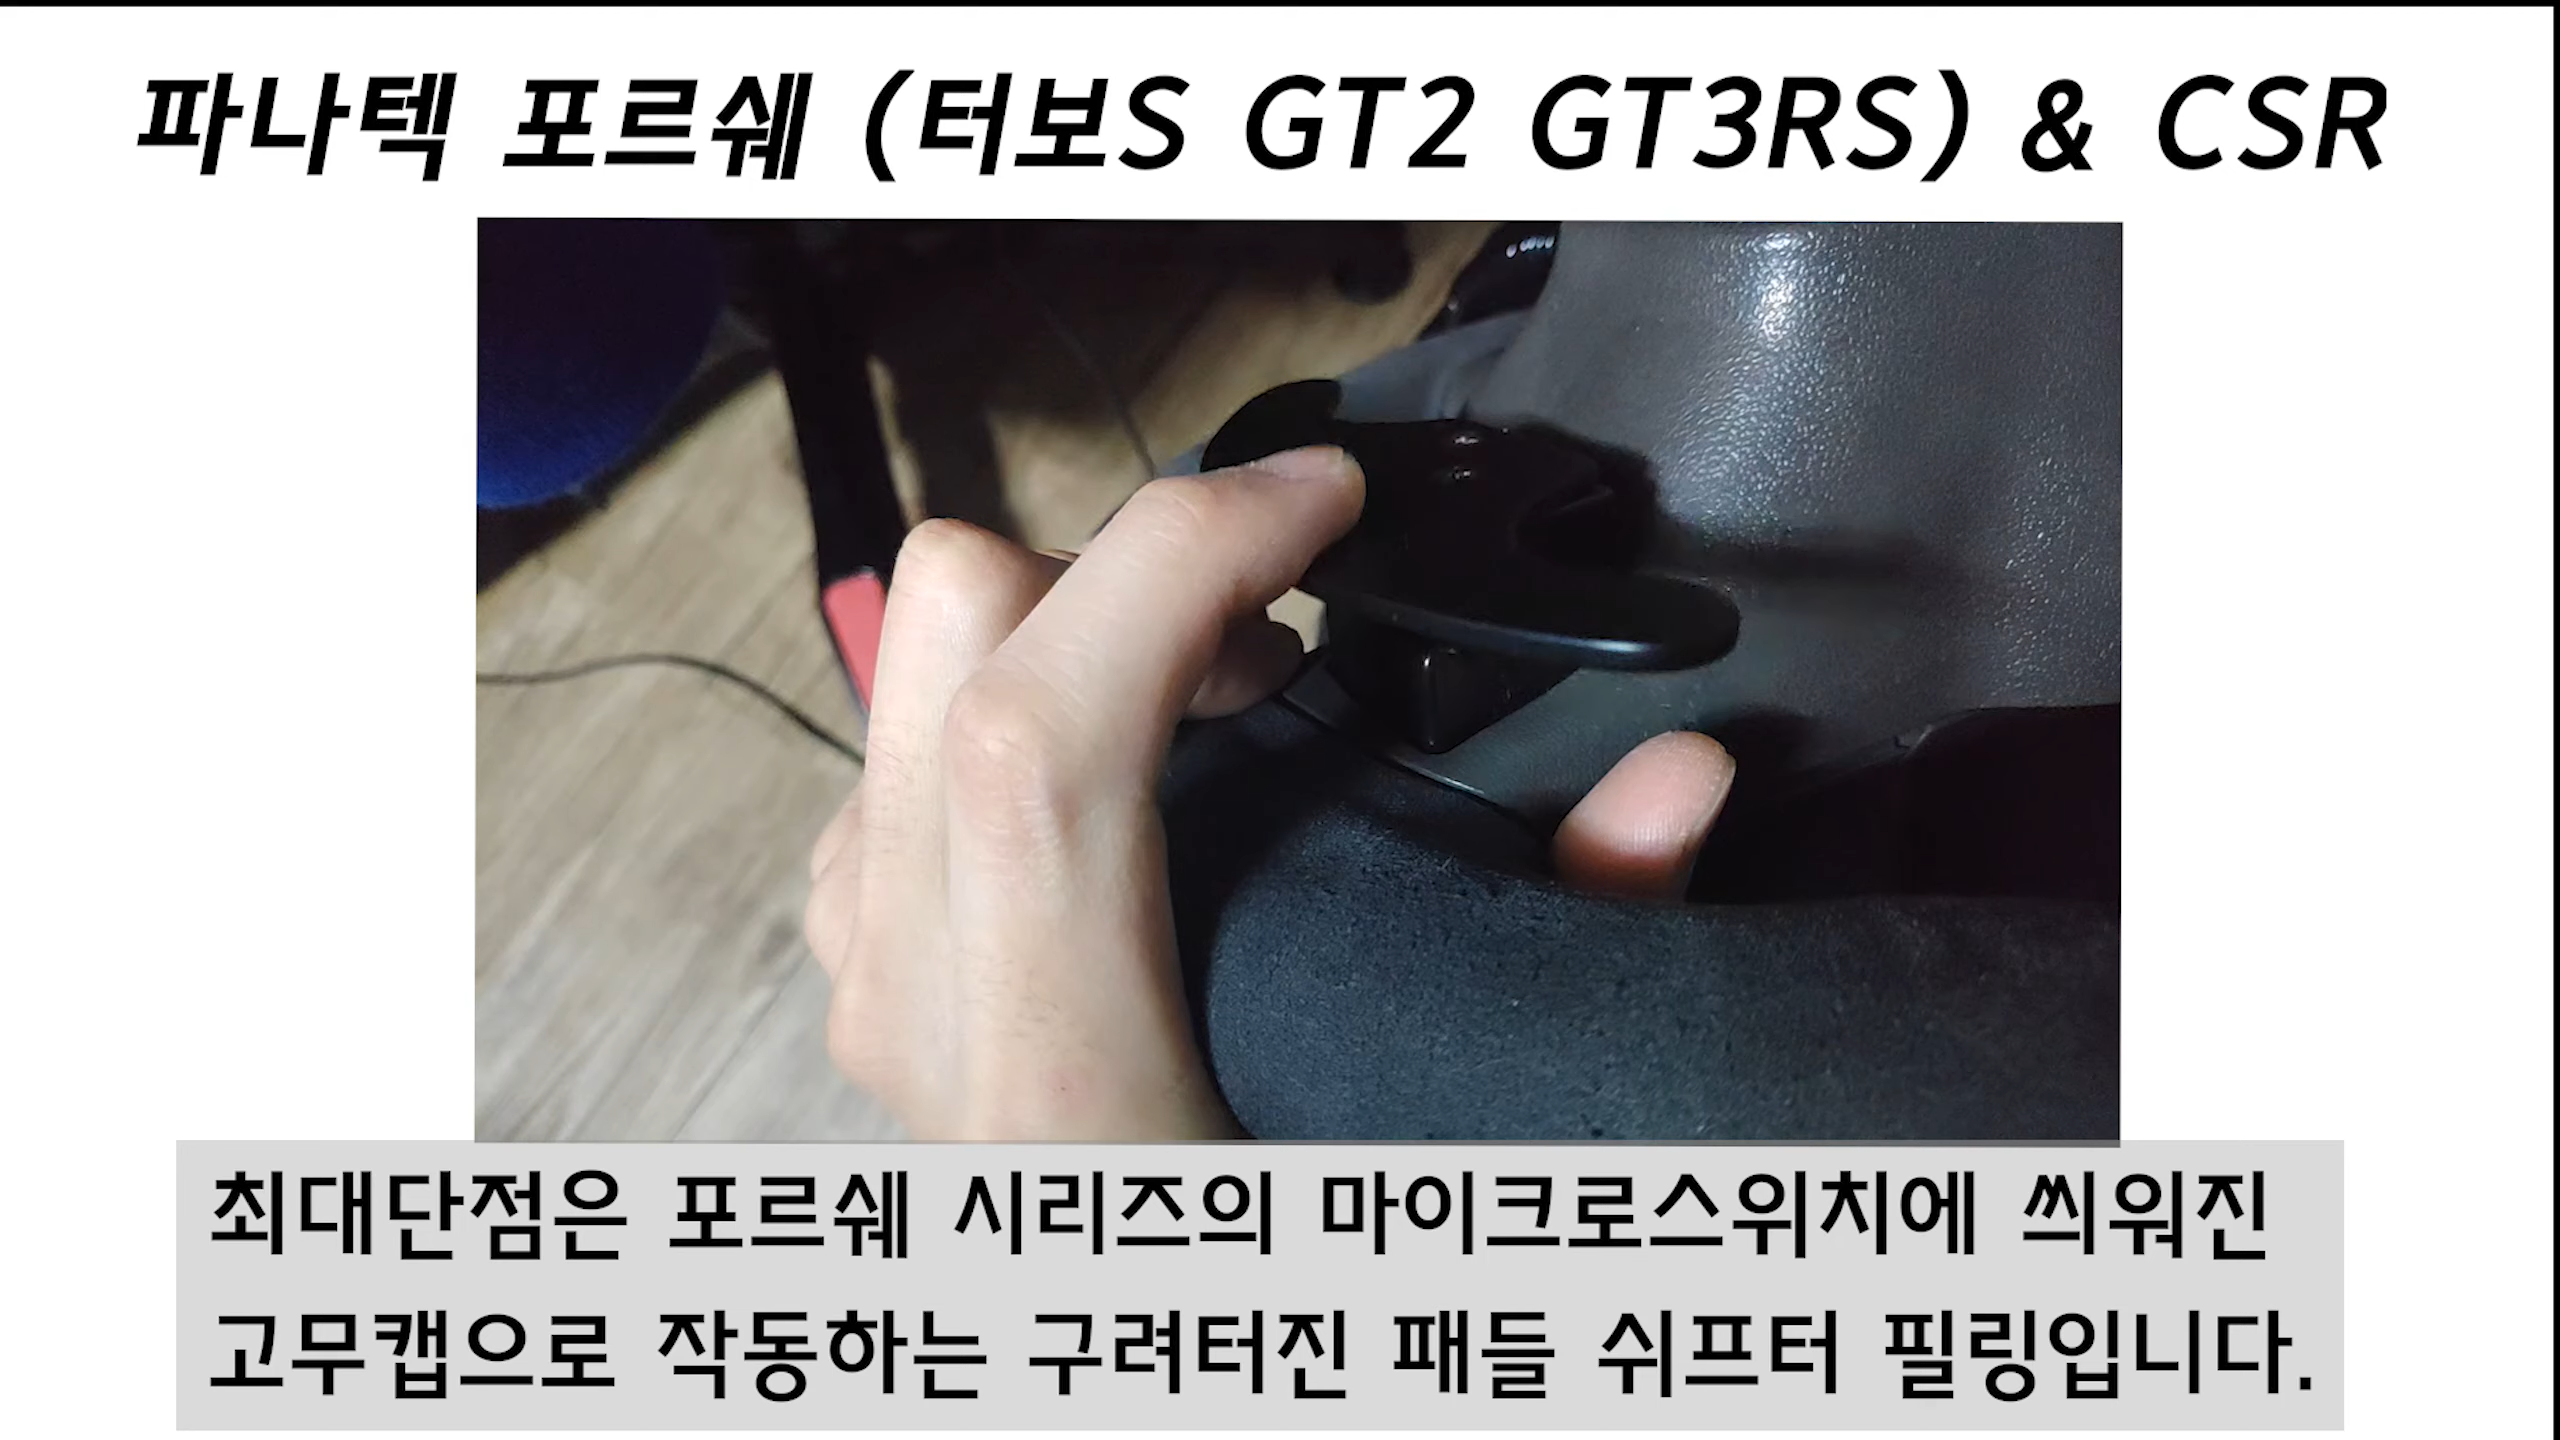 파나텍 포르쉐 (터보S GT2 GT3RS) & CSR
최대단점은 포르쉐 시리즈의 마이크로스위치에 씌워진
고무캡으로 작동하는 구려터진 패들 쉬프터 필링입니다.